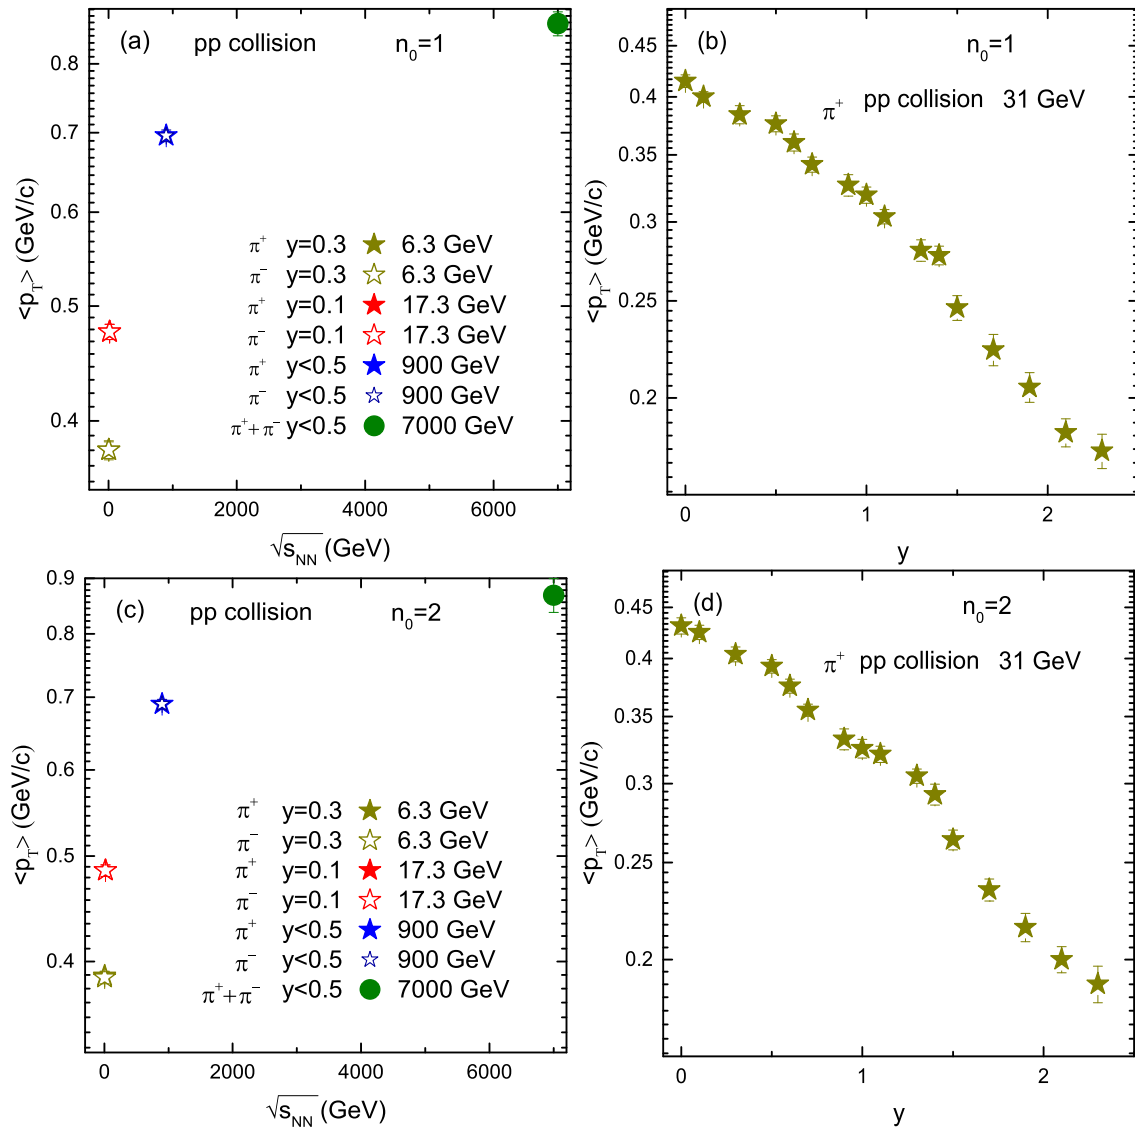 (a) pp collision n₀=1
0.8
0.7
0.6
0.5
0.4
<p_T> (GeV/c)
π⁺ y=0.3 6.3 GeV
π⁻ y=0.3 6.3 GeV
π⁺ y=0.1 17.3 GeV
π⁻ y=0.1 17.3 GeV
π⁺ y<0.5 900 GeV
π⁻ y<0.5 900 GeV
π⁺+π⁻ y<0.5 7000 GeV
0 2000 4000 6000
√s_NN (GeV)
(b) n₀=1
π⁺ pp collision 31 GeV
0.45
0.4
0.35
0.3
0.25
0.2
<p_T> (GeV/c)
0 1 2
y
(c) pp collision n₀=2
0.9
0.8
0.7
0.6
0.5
0.4
<p_T> (GeV/c)
π⁺ y=0.3 6.3 GeV
π⁻ y=0.3 6.3 GeV
π⁺ y=0.1 17.3 GeV
π⁻ y=0.1 17.3 GeV
π⁺ y<0.5 900 GeV
π⁻ y<0.5 900 GeV
π⁺+π⁻ y<0.5 7000 GeV
0 2000 4000 6000
√s_NN (GeV)
(d) n₀=2
π⁺ pp collision 31 GeV
0.45
0.4
0.35
0.3
0.25
0.2
<p_T> (GeV/c)
0 1 2
y